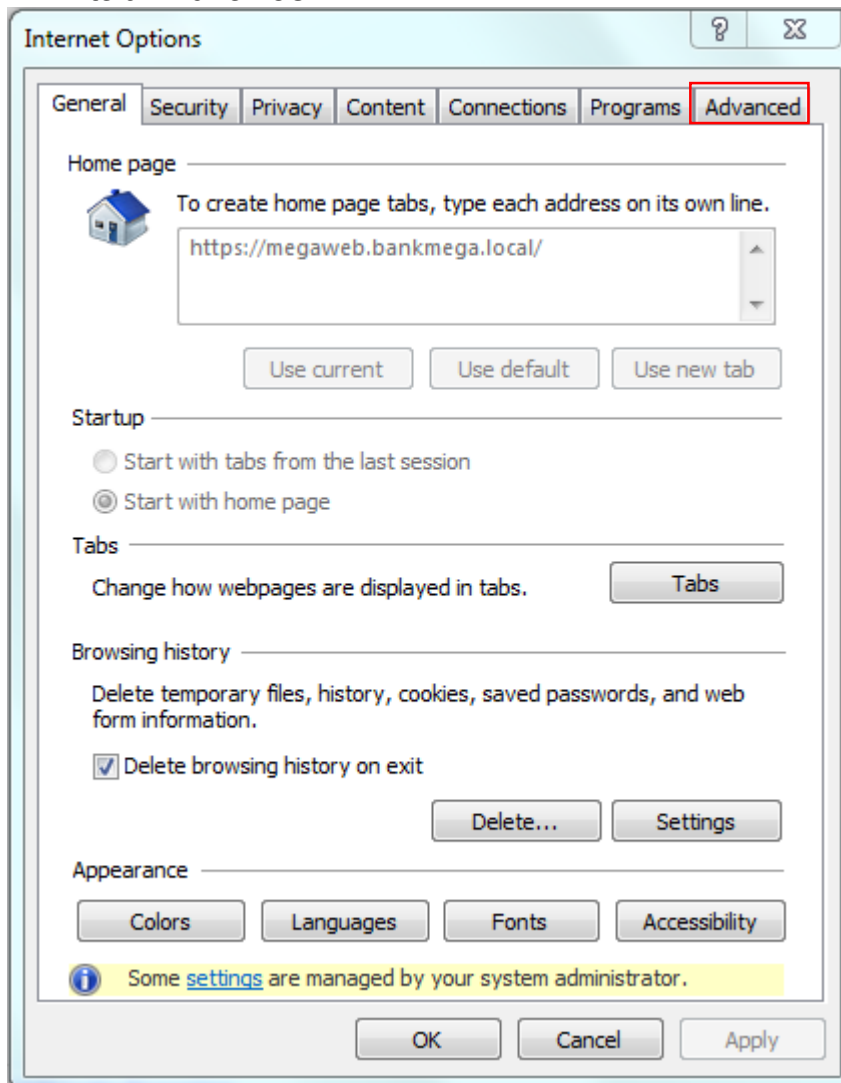 Internet Options
General Security Privacy Content Connections Programs Advanced
Home page
To create home page tabs, type each address on its own line.
https://megaweb.bankmega.local/
Use current Use default Use new tab
Startup
Start with tabs from the last session
Start with home page
Tabs
Change how webpages are displayed in tabs. Tabs
Browsing history
Delete temporary files, history, cookies, saved passwords, and web
form information.
Delete browsing history on exit
Delete... Settings
Appearance
Colors Languages Fonts Accessibility
Some settings are managed by your system administrator.
OK Cancel Apply